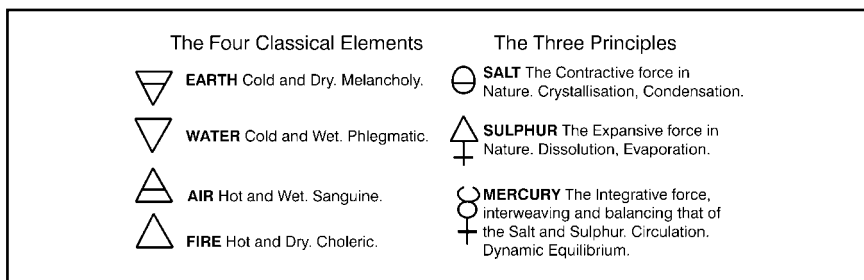 The Four Classical Elements
EARTH Cold and Dry. Melancholy.
WATER Cold and Wet. Phlegmatic.
AIR Hot and Wet. Sanguine.
FIRE Hot and Dry. Choleric.
The Three Principles
SALT The Contractive force in
Nature. Crystallisation, Condensation.
SULPHUR The Expansive force in
Nature. Dissolution, Evaporation.
MERCURY The Integrative force,
interweaving and balancing that of
the Salt and Sulphur. Circulation.
Dynamic Equilibrium.